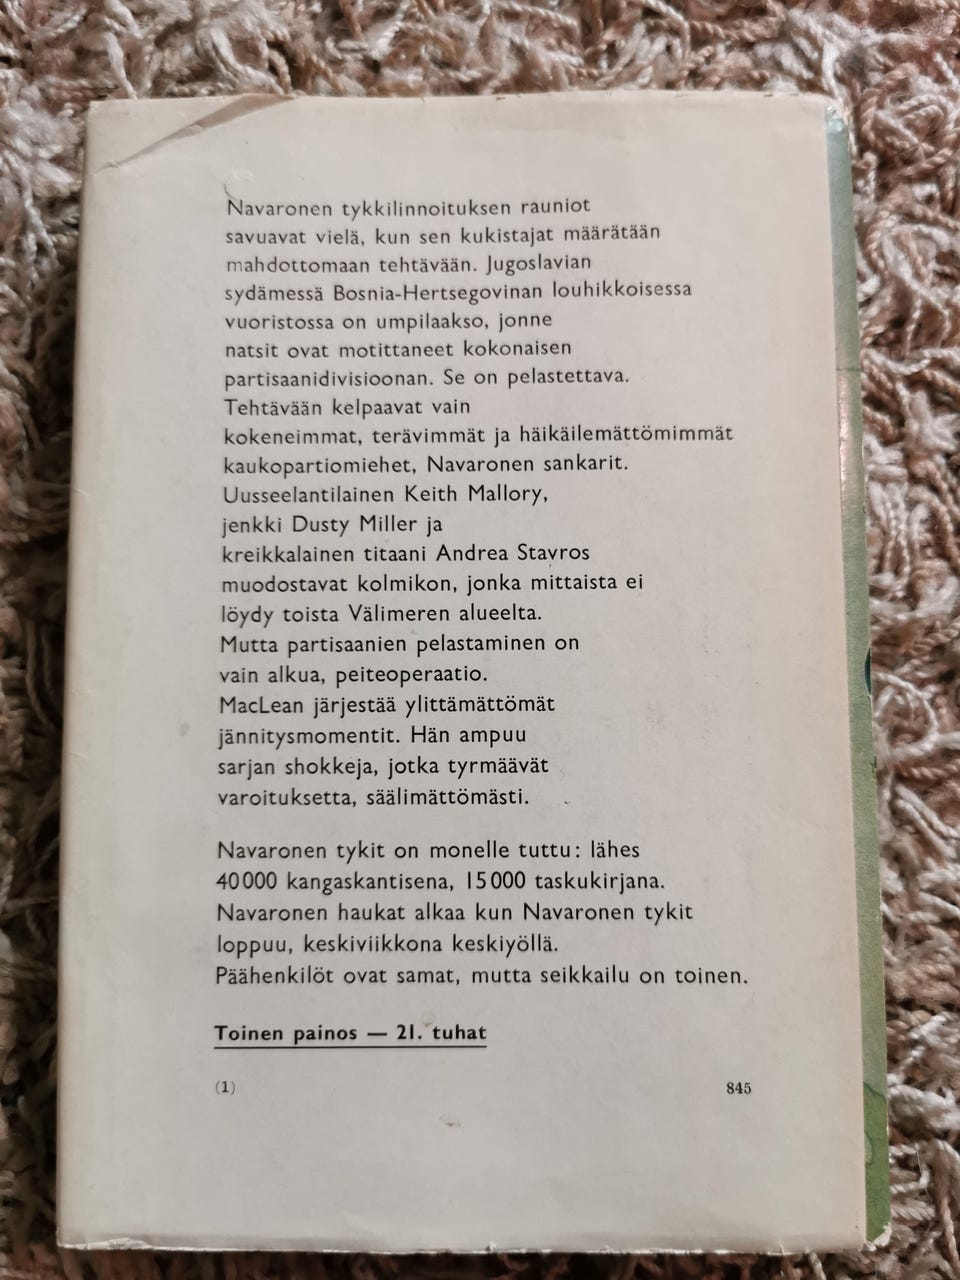 Navaronen tykkilinnoituksen rauniot
savuavat vielä, kun sen kukistajat määrätään
mahdottomaan tehtävään. Jugoslavian
sydämessä Bosnia-Hertsegovinan louhikkoisessa
vuoristossa on umpilaakso, jonne
natsit ovat motittaneet kokonaisen
partisaanidivisioonan. Se on pelastettava.
Tehtävään kelpaavat vain
kokeneimmat, terävimmät ja häikäilemättömimmät
kaukopartiomiehet, Navaronen sankarit.
Uusseelantilainen Keith Mallory,
jenkki Dusty Miller ja
kreikkalainen titaani Andrea Stavros
muodostavat kolmikon, jonka mittaista ei
löydy toista Välimeren alueelta.
Mutta partisaanien pelastaminen on
vain alkua, peiteoperaatio.
MacLean järjestää ylittämättömät
jännitysmomentit. Hän ampuu
sarjan shokkeja, jotka tyrmäävät
varoituksetta, säälimättömästi.
Navaronen tykit on monelle tuttu: lähes
40000 kangaskantisena, 15000 taskukirjana.
Navaronen haukat alkaa kun Navaronen tykit
loppuu, keskiviikkona keskiyöllä.
Päähenkilöt ovat samat, mutta seikkailu on toinen.
Toinen painos — 21. tuhat
(1) 845